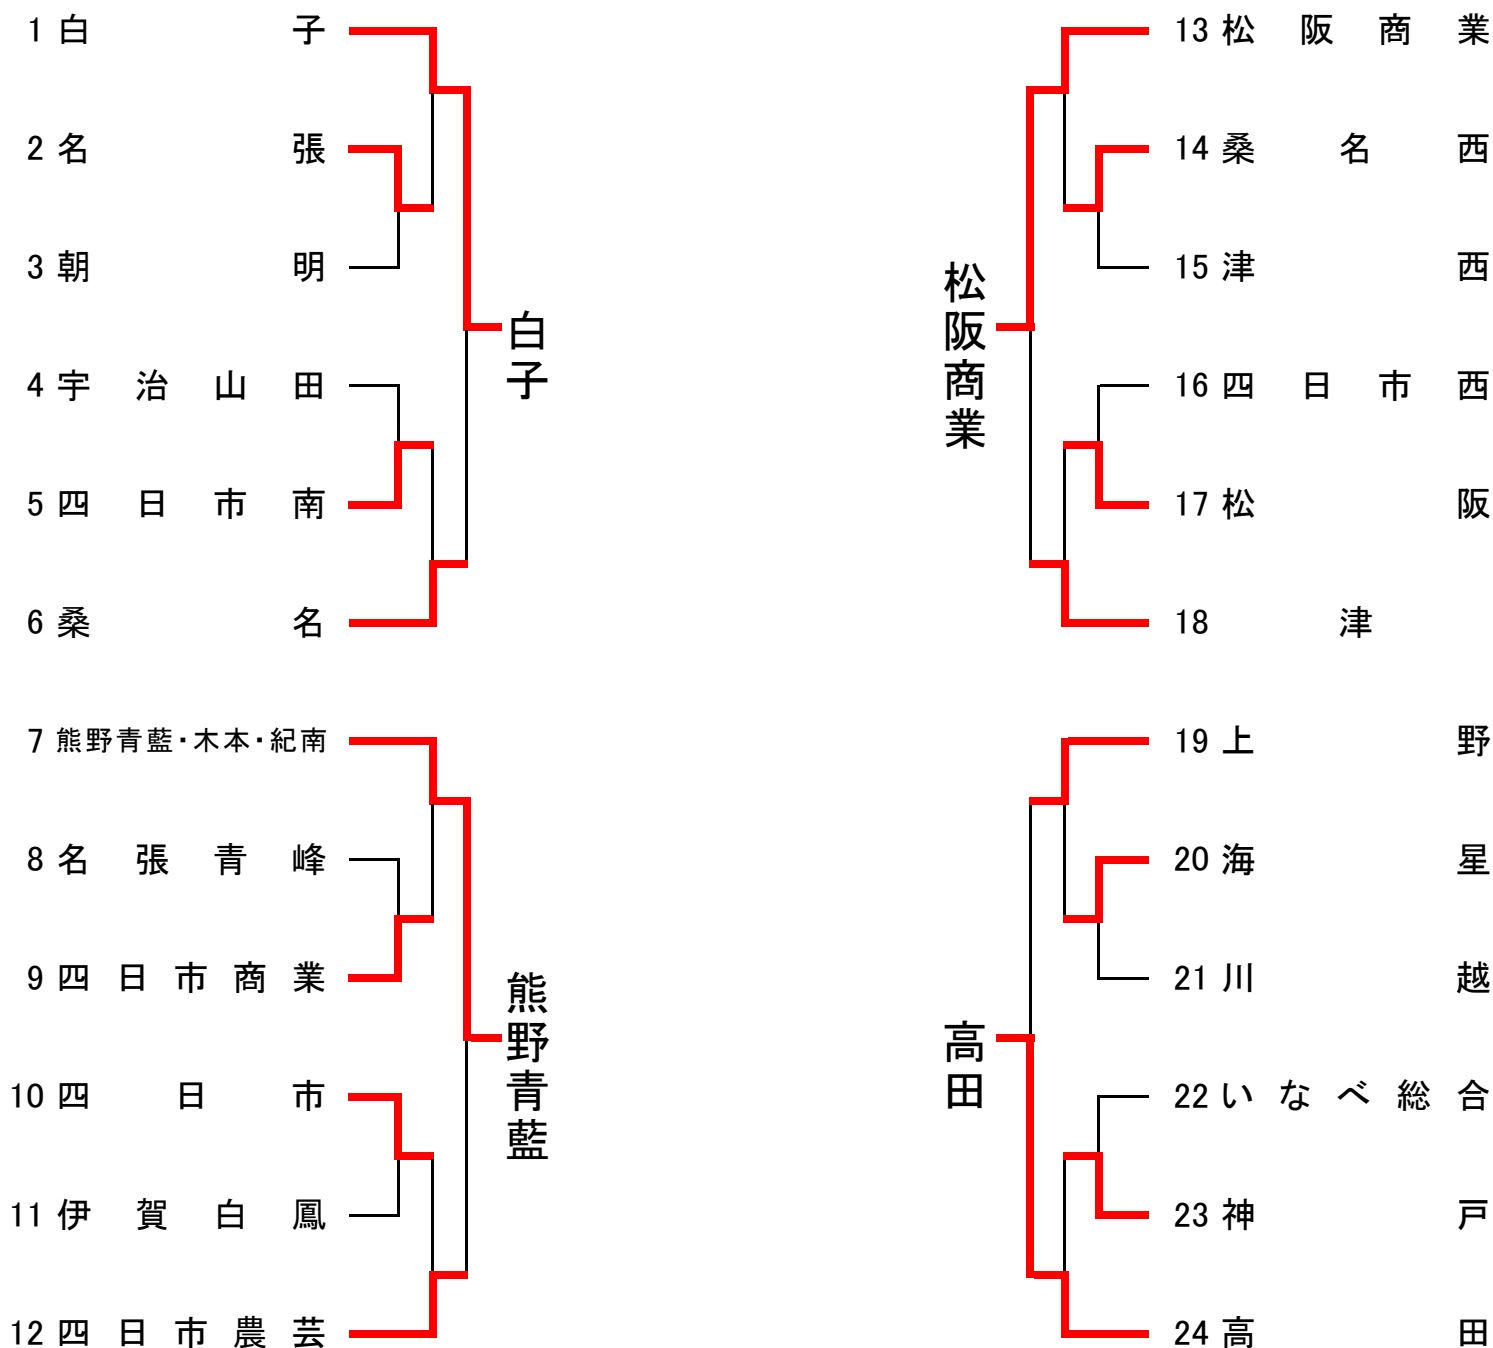 1 白子
2 名張
3 朝明
4 宇治山田
5 四日市南
6 桑名
7 熊野青藍・木本・紀南
8 名張青峰
9 四日市商業
10 四日市
11 伊賀白鳳
12 四日市農芸
白子
熊野青藍
松阪商業
高田
13 松阪商業
14 桑名西
15 津西
16 四日市西
17 松阪
18 津
19 上野
20 海星
21 川越
22 いなべ総合
23 神戸
24 高田